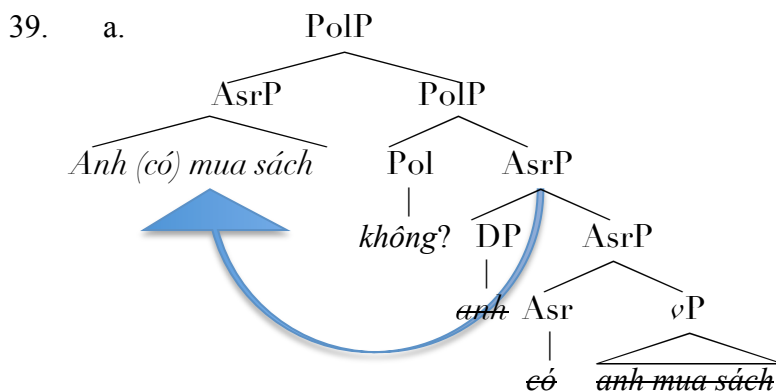 39. a. PolP
AsrP PolP
Anh (có) mua sách Pol AsrP
không? DP AsrP
anh Asr vP
có anh mua sách